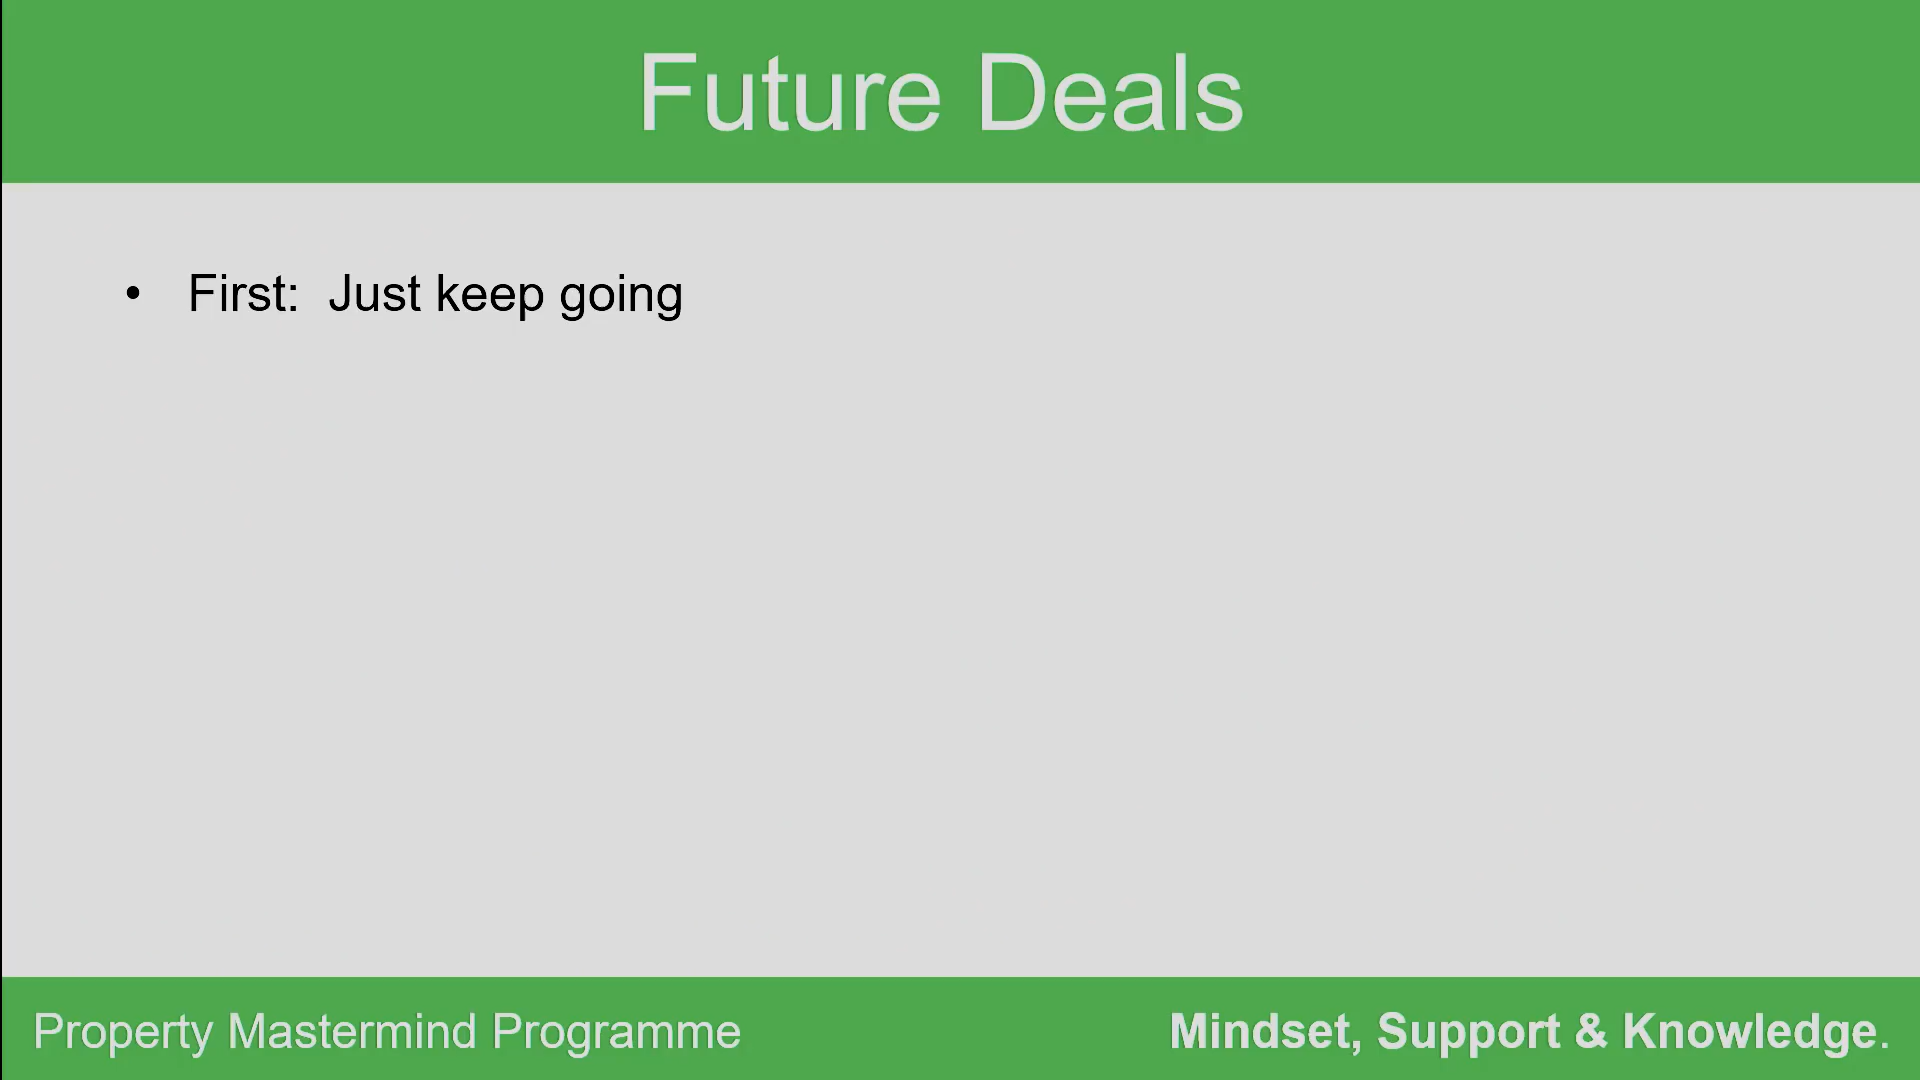 Future Deals
• First:  Just keep going
Property Mastermind Programme
Mindset, Support & Knowledge.